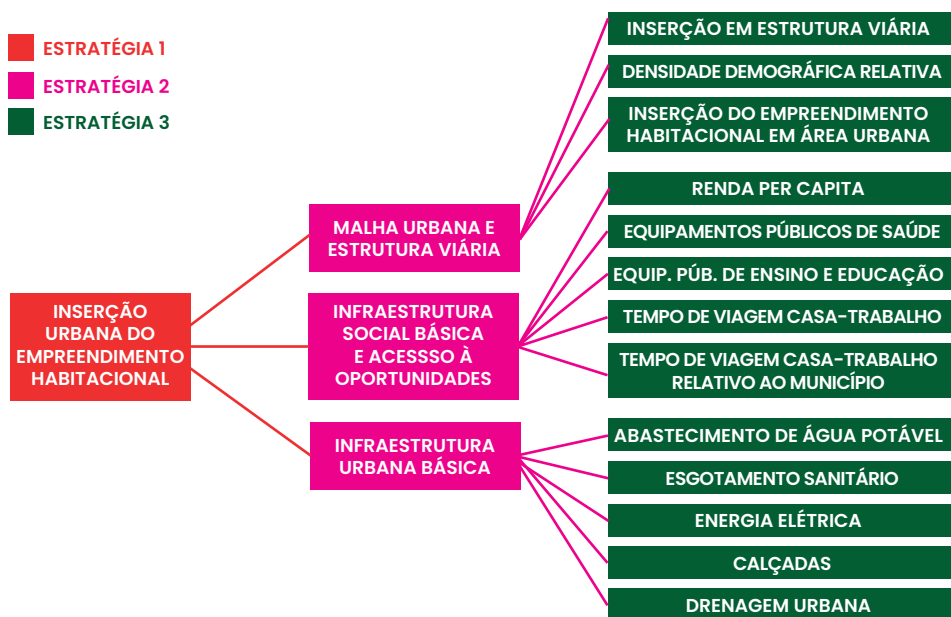 ESTRATÉGIA 1
ESTRATÉGIA 2
ESTRATÉGIA 3
INSERÇÃO
URBANA DO
EMPREENDIMENTO
HABITACIONAL
MALHA URBANA E
ESTRUTURA VIÁRIA
INFRAESTRUTURA
SOCIAL BÁSICA
E ACESSSO À
OPORTUNIDADES
INFRAESTRUTURA
URBANA BÁSICA
INSERÇÃO EM ESTRUTURA VIÁRIA
DENSIDADE DEMOGRÁFICA RELATIVA
INSERÇÃO DO EMPREENDIMENTO
HABITACIONAL EM ÁREA URBANA
RENDA PER CAPITA
EQUIPAMENTOS PÚBLICOS DE SAÚDE
EQUIP. PÚB. DE ENSINO E EDUCAÇÃO
TEMPO DE VIAGEM CASA-TRABALHO
TEMPO DE VIAGEM CASA-TRABALHO
RELATIVO AO MUNICÍPIO
ABASTECIMENTO DE ÁGUA POTÁVEL
ESGOTAMENTO SANITÁRIO
ENERGIA ELÉTRICA
CALÇADAS
DRENAGEM URBANA